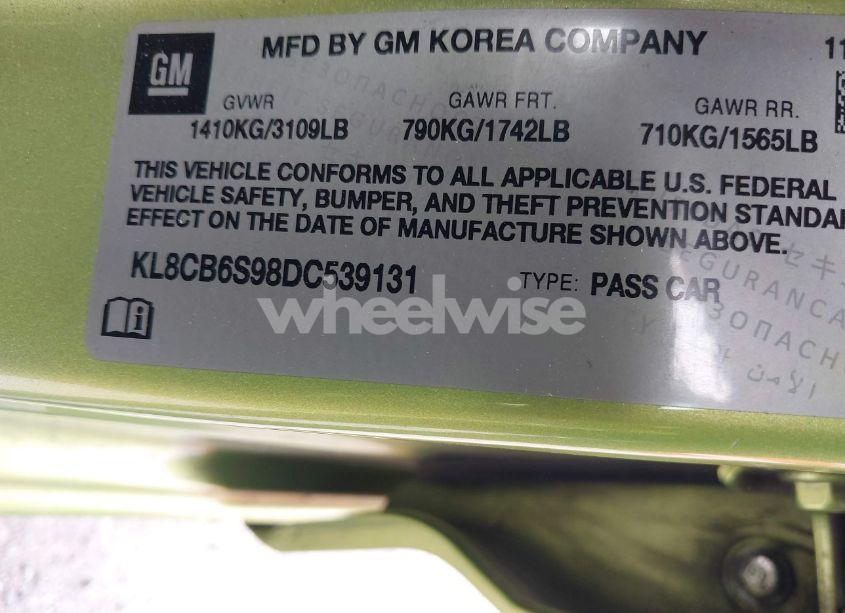 GM
MFD BY GM KOREA COMPANY
11
GVWR GAWR FRT. GAWR RR.
1410KG/3109LB 790KG/1742LB 710KG/1565LB
THIS VEHICLE CONFORMS TO ALL APPLICABLE U.S. FEDERAL
VEHICLE SAFETY, BUMPER, AND THEFT PREVENTION STANDAR
EFFECT ON THE DATE OF MANUFACTURE SHOWN ABOVE.
KL8CB6S98DC539131 TYPE: PASS CAR
wheelwise